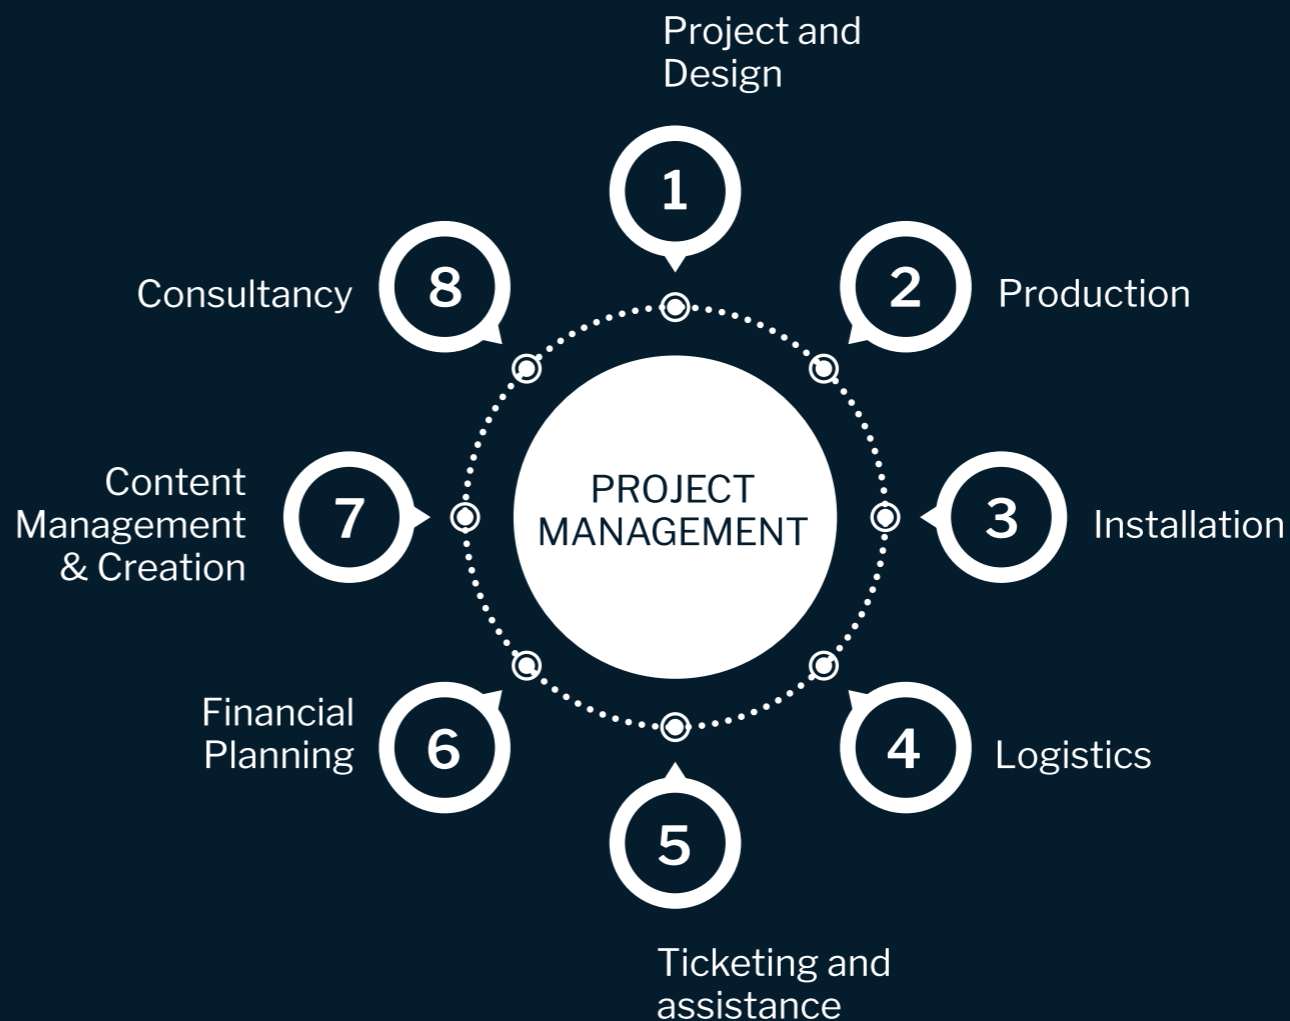 Project and
Design
1
8
2
Consultancy
Production
PROJECT
MANAGEMENT
Content
Management
& Creation
7
3
Installation
Financial
Planning
6
4
Logistics
5
Ticketing and
assistance